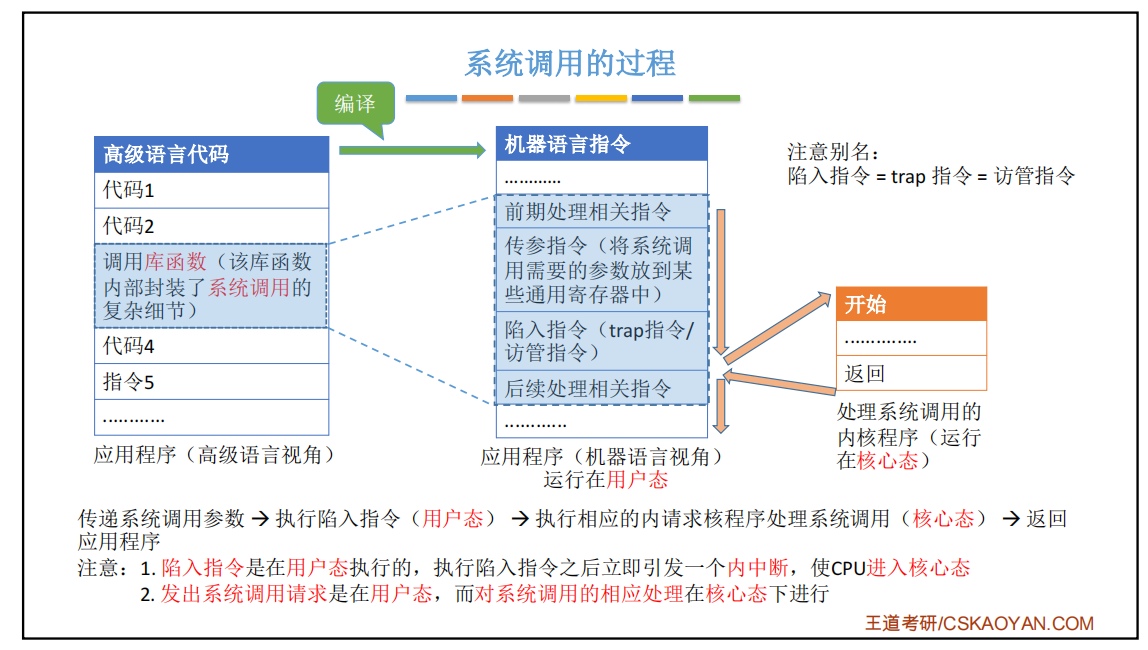 系统调用的过程
编译
高级语言代码
代码1
代码2
调用库函数（该库函数
内部封装了系统调用的
复杂细节）
代码4
指令5
............
应用程序（高级语言视角）
机器语言指令
............
前期处理相关指令
传参指令（将系统调
用需要的参数放到某
些通用寄存器中）
陷入指令（trap指令/
访管指令）
后续处理相关指令
............
应用程序（机器语言视角）
运行在用户态
注意别名：
陷入指令 = trap 指令 = 访管指令
开始
..............
返回
处理系统调用的
内核程序（运行
在核心态）
传递系统调用参数 → 执行陷入指令（用户态） → 执行相应的内请求核程序处理系统调用（核心态） → 返回
应用程序
注意：1. 陷入指令是在用户态执行的，执行陷入指令之后立即引发一个内中断，使CPU进入核心态
2. 发出系统调用请求是在用户态，而对系统调用的相应处理在核心态下进行
王道考研/CSKAOYAN.COM